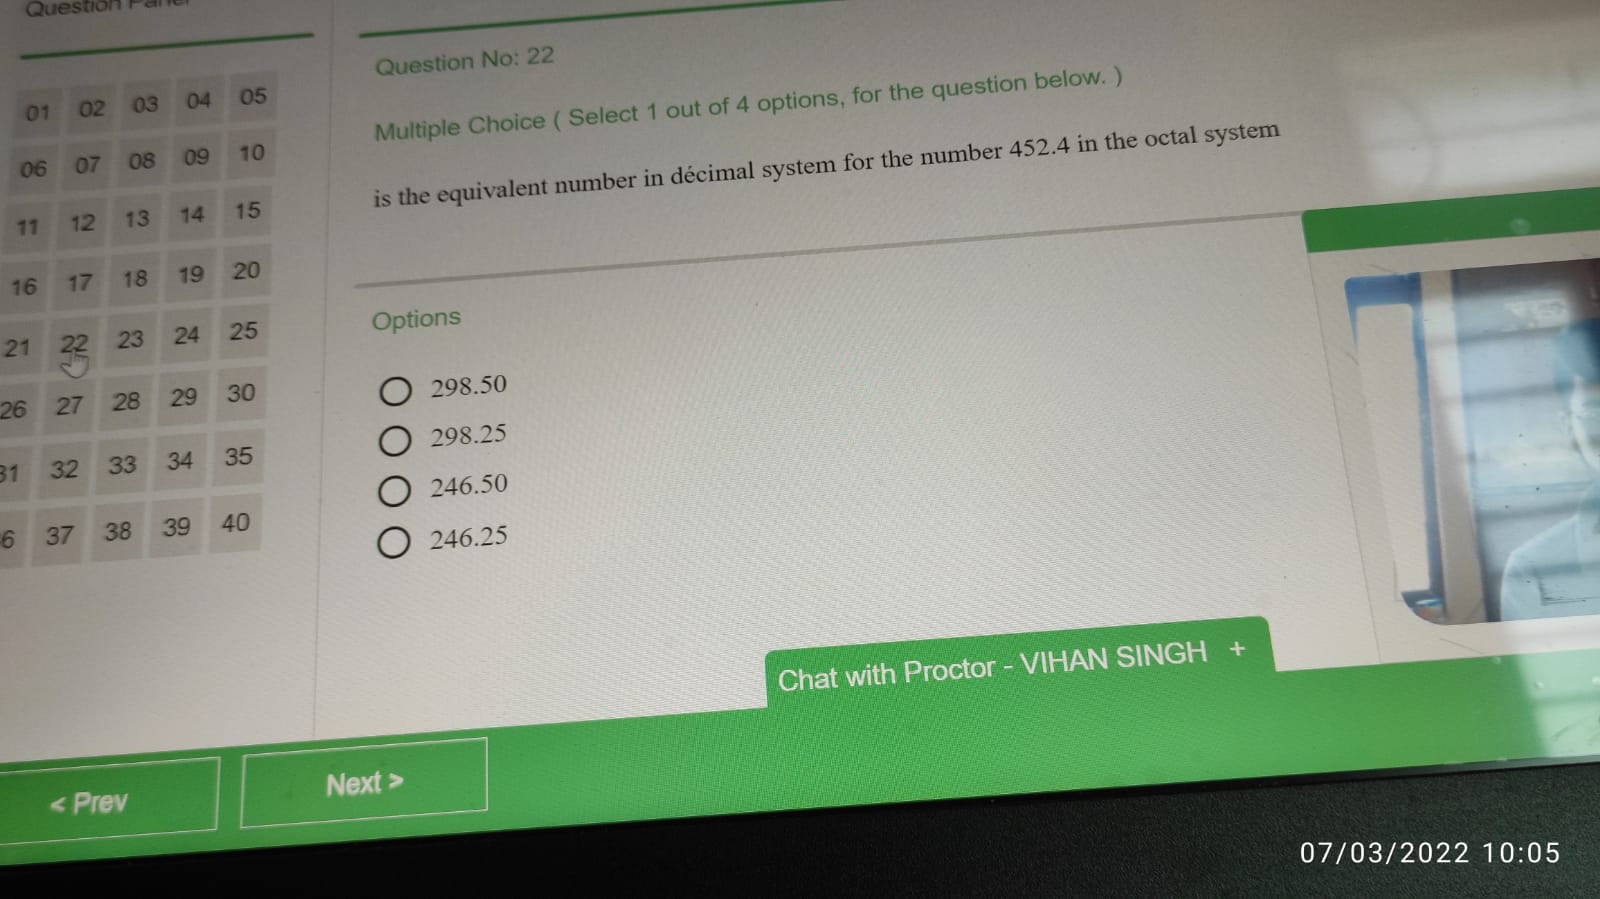 Question Panel
01 02 03 04 05
06 07 08 09 10
11 12 13 14 15
16 17 18 19 20
21 22 23 24 25
26 27 28 29 30
31 32 33 34 35
6 37 38 39 40
Question No: 22
Multiple Choice ( Select 1 out of 4 options, for the question below. )
is the equivalent number in décimal system for the number 452.4 in the octal system
Options
298.50
298.25
246.50
246.25
Chat with Proctor - VIHAN SINGH +
< Prev
Next >
07/03/2022 10:05